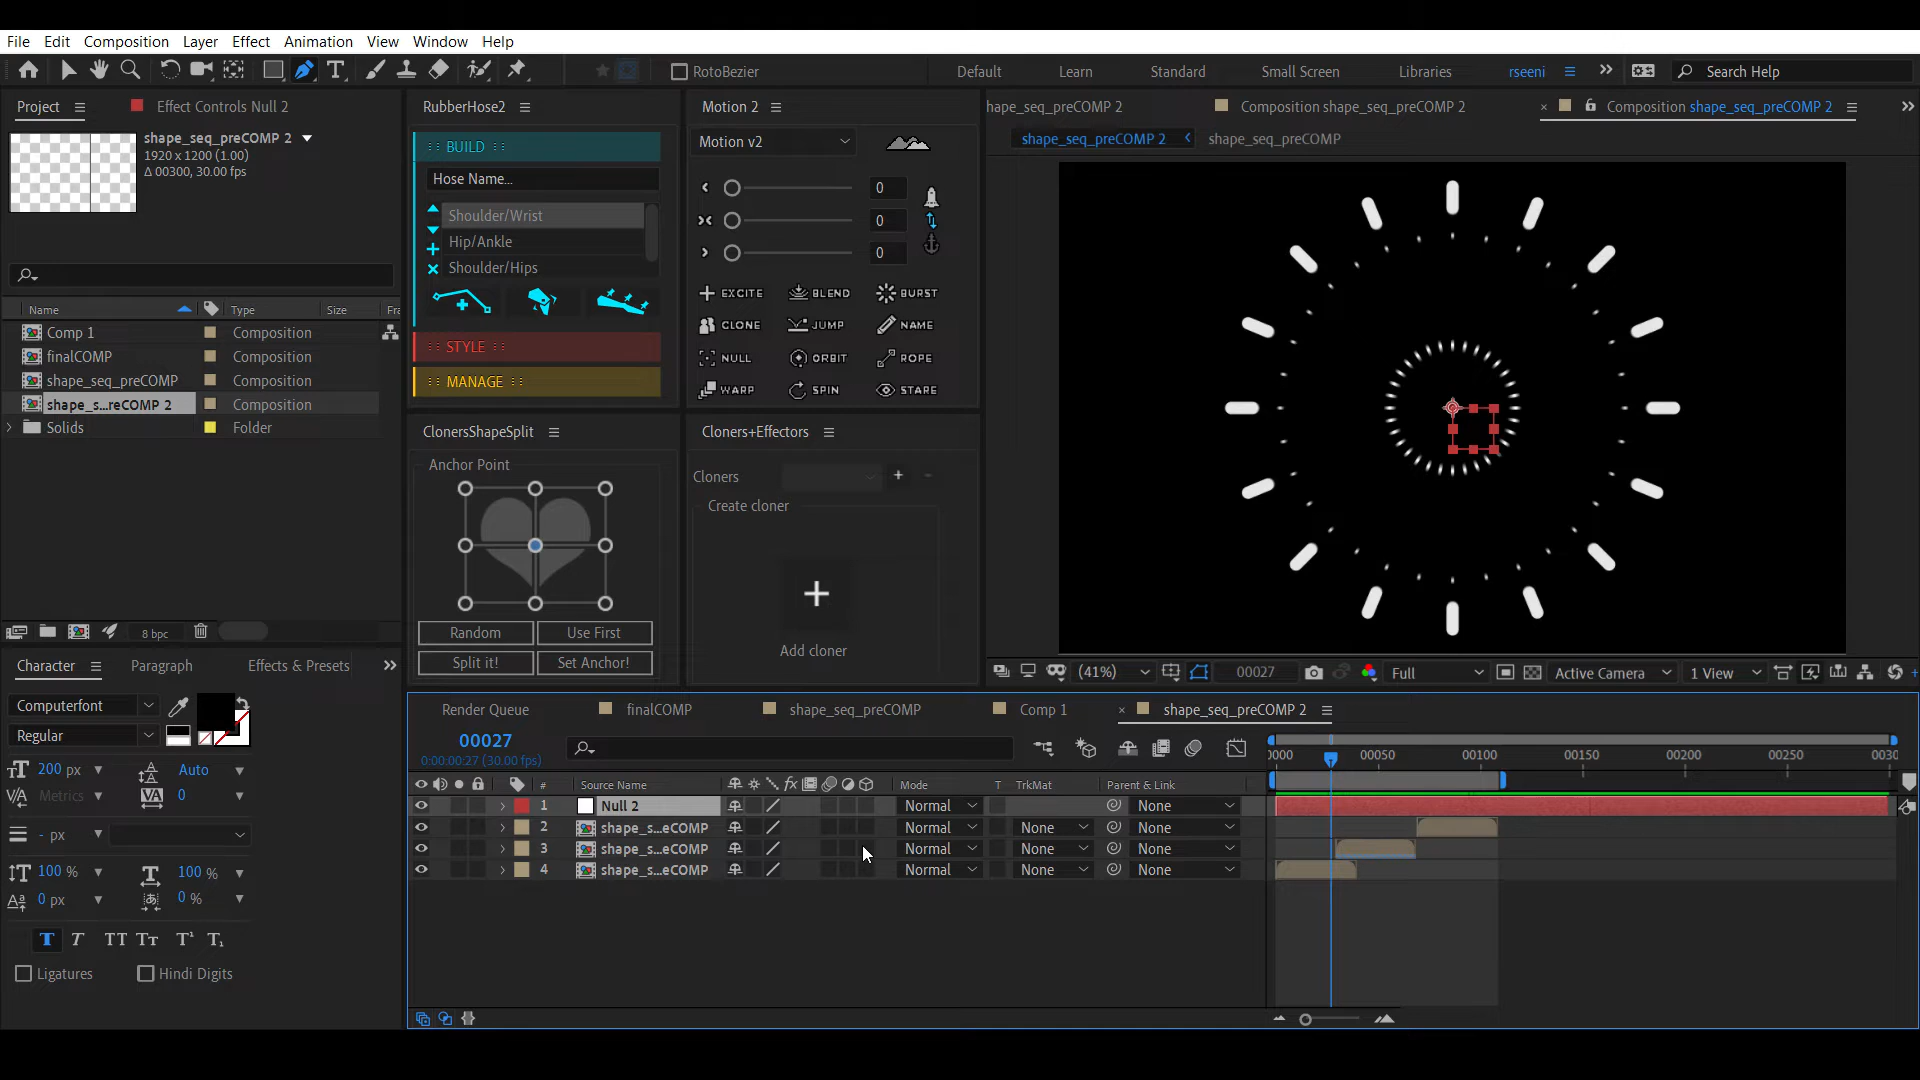 File Edit Composition Layer Effect Animation View Window Help
RotoBezier Default Learn Standard Small Screen Libraries rseeni Search Help
Project Effect Controls Null 2
shape_seq_preCOMP 2
1920 x 1200 (1.00)
Δ 00300, 30.00 fps
Name Type Size Fra
Comp 1 Composition
finalCOMP Composition
shape_seq_preCOMP Composition
shape_s...reCOMP 2 Composition
Solids Folder
8 bpc
Character Paragraph Effects & Presets
Computerfont
Regular
200 px Auto
Metrics 0
- px
100 % 100 %
0 px 0 %
T T TT Tт T¹ T₁
Ligatures Hindi Digits
RubberHose2
:: BUILD ::
Hose Name...
Shoulder/Wrist
Hip/Ankle
Shoulder/Hips
:: STYLE ::
:: MANAGE ::
ClonersShapeSplit
Anchor Point
Random Use First
Split it! Set Anchor!
Motion 2
Motion v2
0
0
0
EXCITE BLEND BURST
CLONE JUMP NAME
NULL ORBIT ROPE
WARP SPIN STARE
Cloners+Effectors
Cloners
Create cloner
Add cloner
hape_seq_preCOMP 2 Composition shape_seq_preCOMP 2 Composition shape_seq_preCOMP 2
shape_seq_preCOMP 2 shape_seq_preCOMP
(41%) 00027 Full Active Camera 1 View
Render Queue finalCOMP shape_seq_preCOMP Comp 1 shape_seq_preCOMP 2
00027
0:00:00:27 (30.00 fps)
0000 00050 00100 00150 00200 00250 0030
# Source Name fx Mode T TrkMat Parent & Link
1 Null 2 Normal None
2 shape_s...eCOMP Normal None None
3 shape_s...eCOMP Normal None None
4 shape_s...eCOMP Normal None None